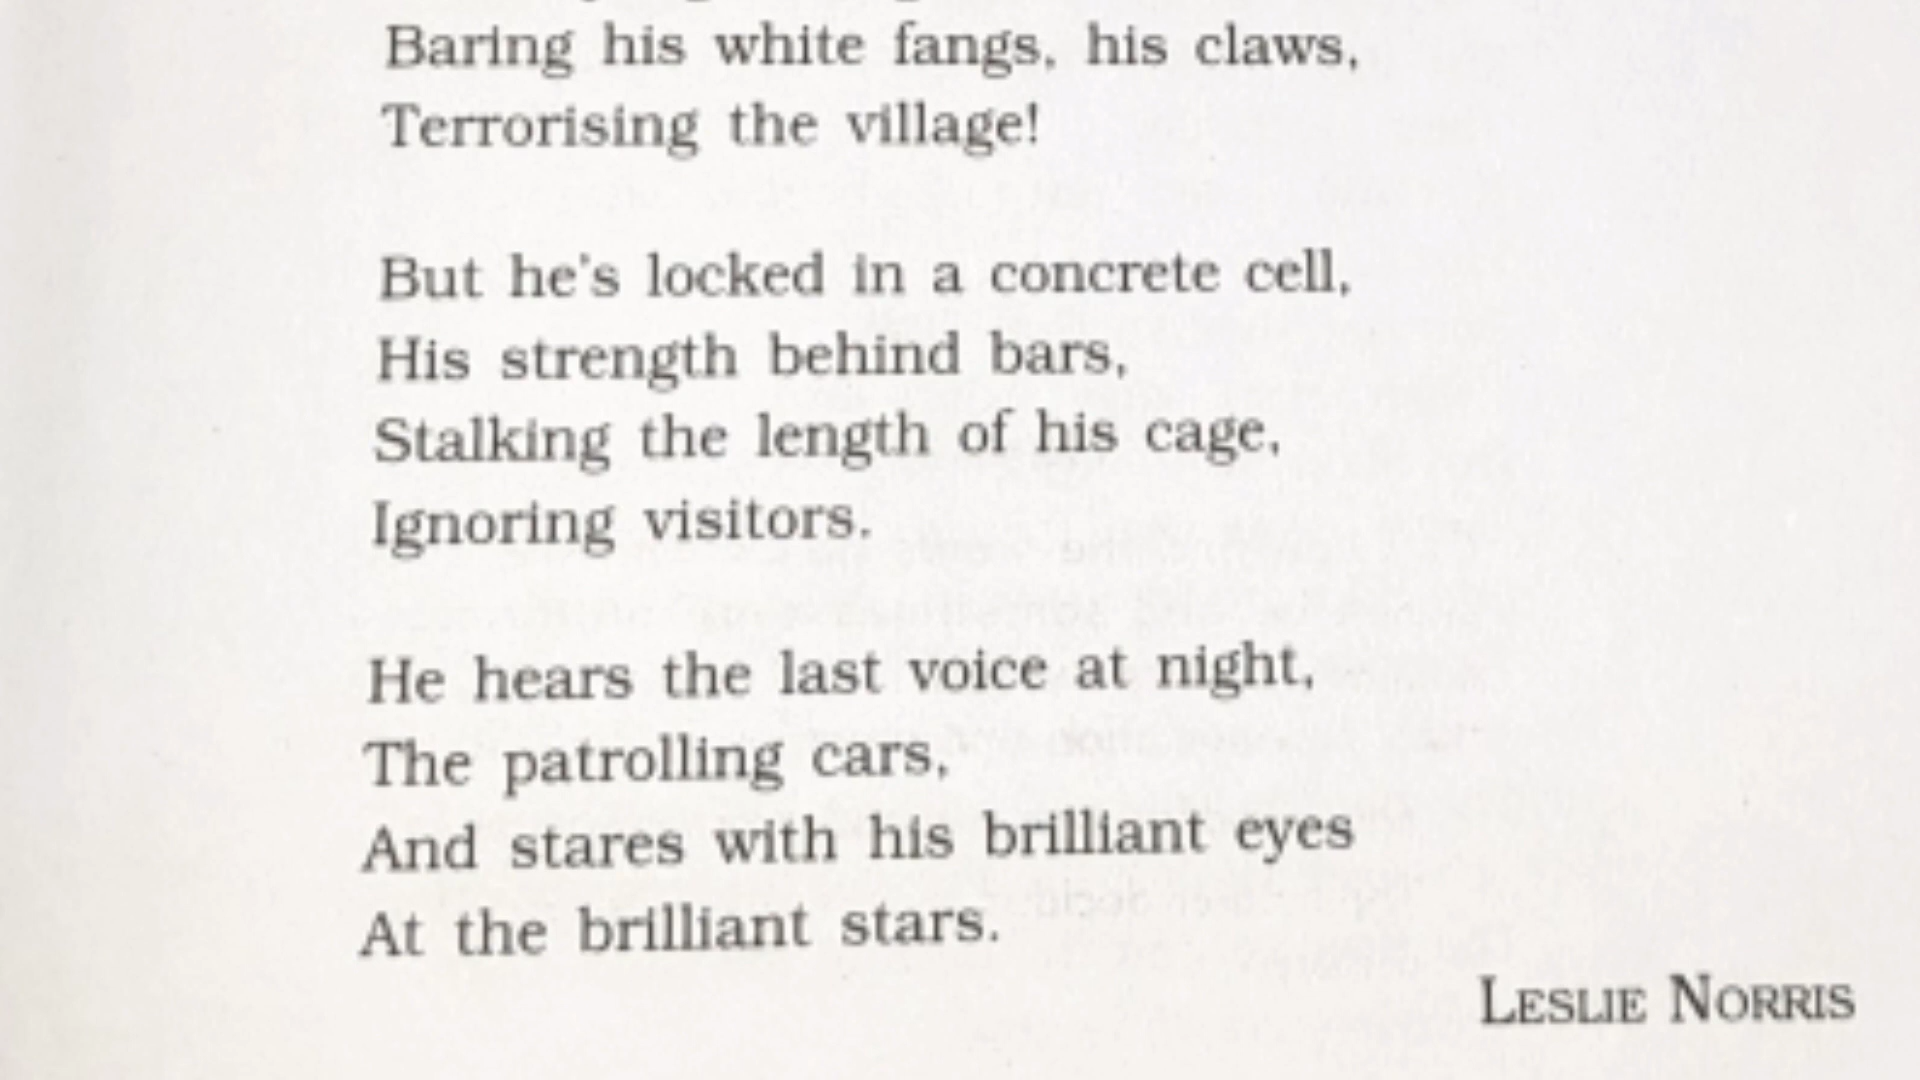 Baring his white fangs, his claws,
Terrorising the village!
But he's locked in a concrete cell,
His strength behind bars,
Stalking the length of his cage,
Ignoring visitors.
He hears the last voice at night,
The patrolling cars,
And stares with his brilliant eyes
At the brilliant stars.
LESLIE NORRIS